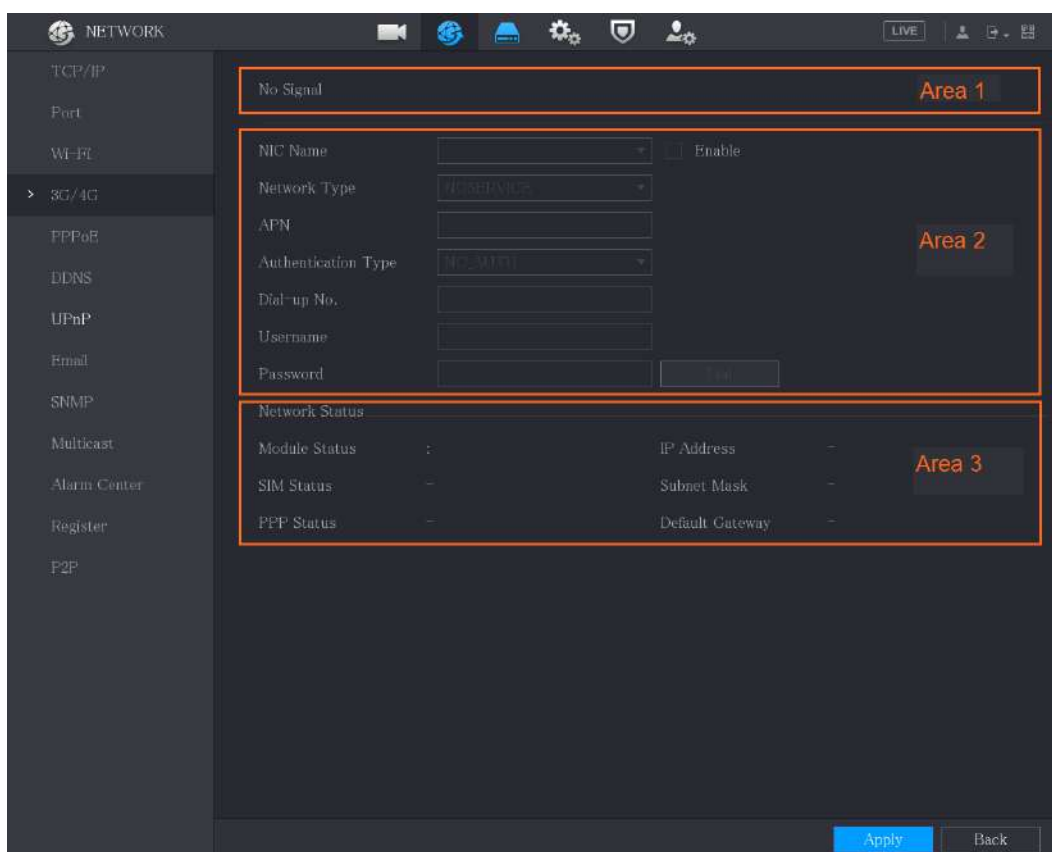 NETWORK
LIVE
TCP/IP
Port
Wi-Fi
3G/4G
PPPoE
DDNS
UPnP
Email
SNMP
Multicast
Alarm Center
Register
P2P
No Signal
Area 1
NIC Name
Enable
Network Type NOSERVICE
APN
Area 2
Authentication Type NO_AUTH
Dial-up No.
Username
Password
Network Status
Module Status : IP Address -
Area 3
SIM Status - Subnet Mask -
PPP Status - Default Gateway -
Apply Back